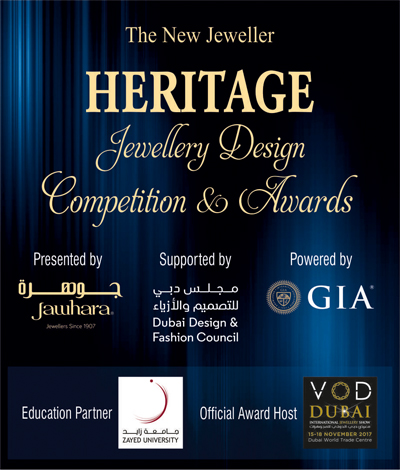 The New Jeweller
HERITAGE
Jewellery Design
Competition & Awards
Presented by
جوهرة
Jawhara®
Jewellers Since 1907
Supported by
مجلس دبي
للتصميم والأزياء
Dubai Design &
Fashion Council
Powered by
GIA®
Education Partner
جامعة زايد
ZAYED UNIVERSITY
Official Award Host
VOD
DUBAI
INTERNATIONAL JEWELLERY SHOW
15-18 NOVEMBER 2017
Dubai World Trade Centre